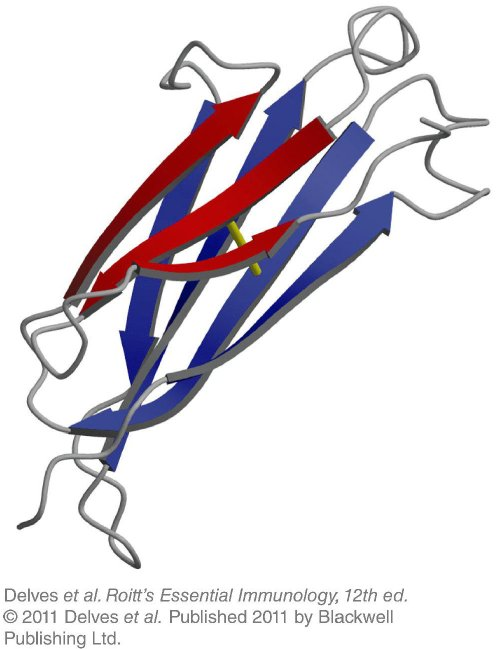 Delves et al. Roitt's Essential Immunology, 12th ed.
© 2011 Delves et al. Published 2011 by Blackwell
Publishing Ltd.